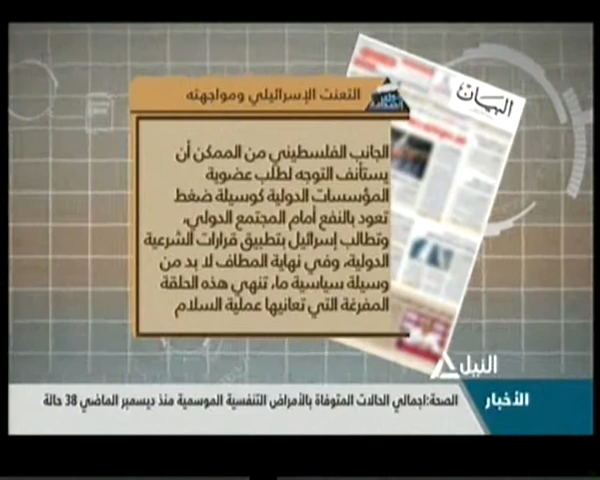 البيان
التعنت الإسرائيلي ومواجهته
الجانب الفلسطيني من الممكن أن
يستأنف التوجه لطلب عضوية
المؤسسات الدولية كوسيلة ضغط
تعود بالنفع أمام المجتمع الدولي،
وتطالب إسرائيل بتطبيق قرارات الشرعية
الدولية، وفي نهاية المطاف لا بد من
وسيلة سياسية ما، تنهي هذه الحلقة
المفرغة التي تعانيها عملية السلام
النيل
الأخبار
الصحة:اجمالي الحالات المتوفاة بالأمراض التنفسية الموسمية منذ ديسمبر الماضي 38 حالة